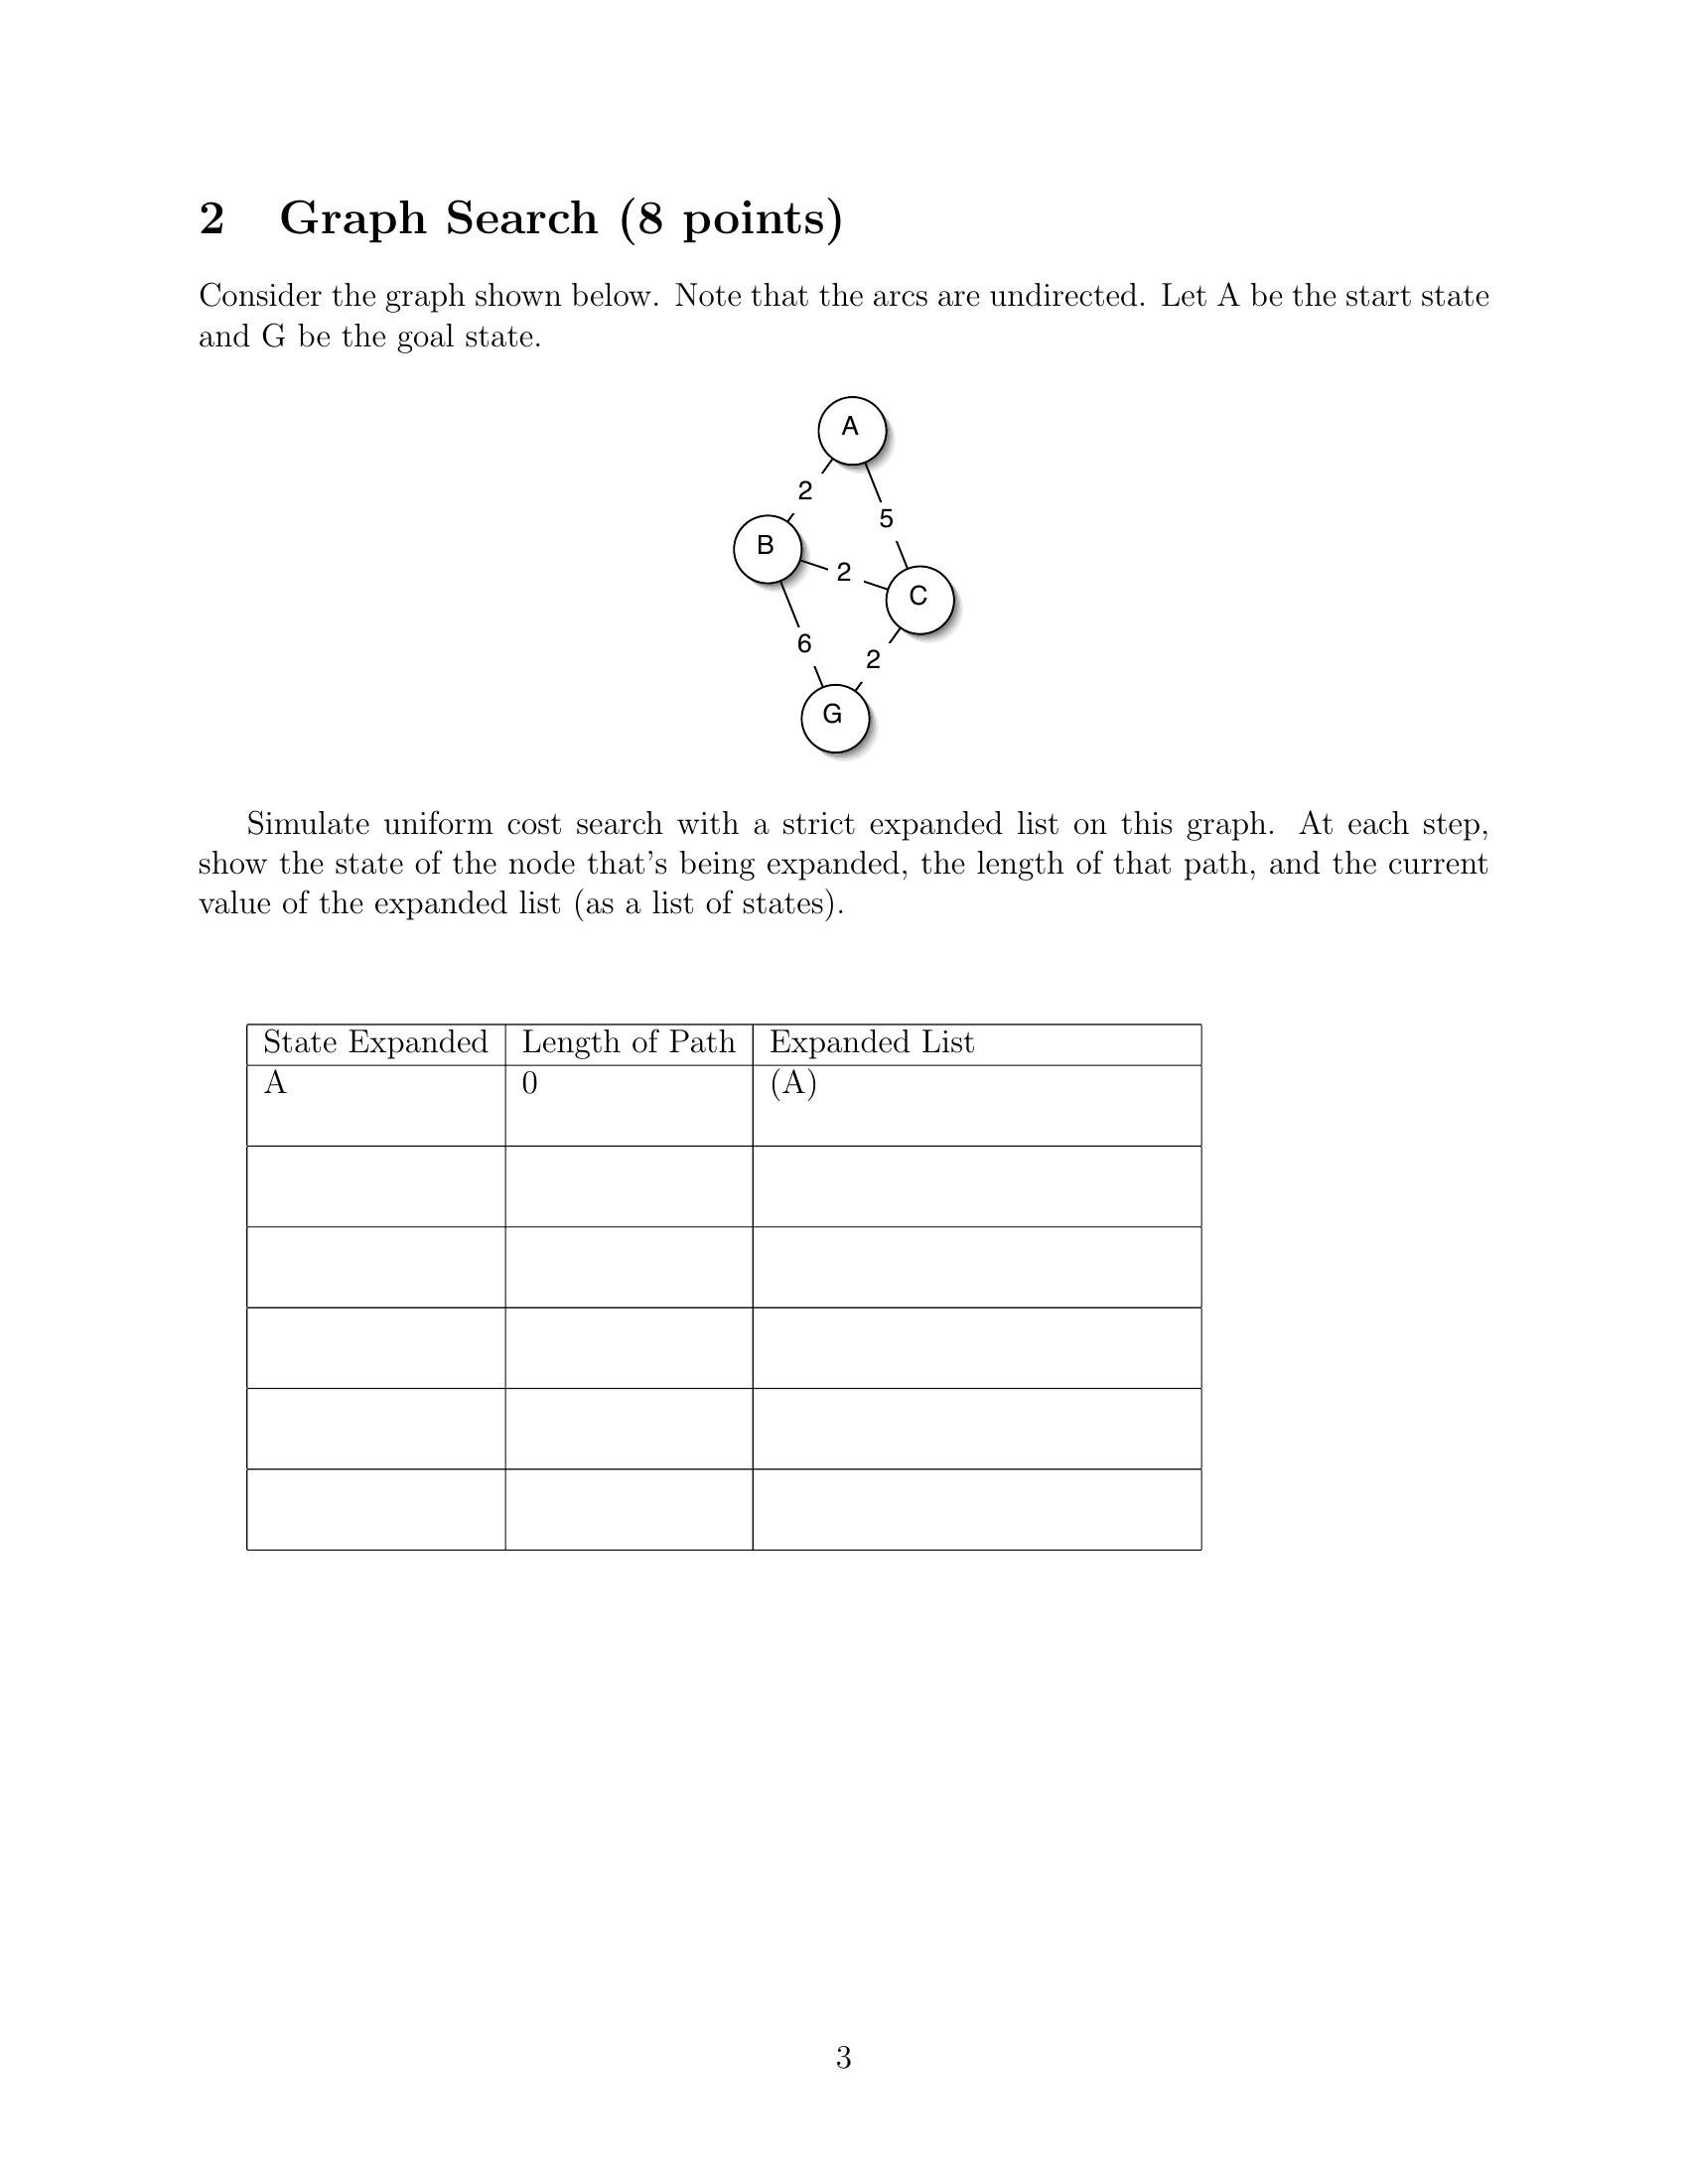 2 Graph Search (8 points)
Consider the graph shown below. Note that the arcs are undirected. Let A be the start state
and G be the goal state.
A
2
5
B
2
C
6
2
G
Simulate uniform cost search with a strict expanded list on this graph. At each step,
show the state of the node that's being expanded, the length of that path, and the current
value of the expanded list (as a list of states).
State Expanded Length of Path Expanded List
A 0 (A)
3